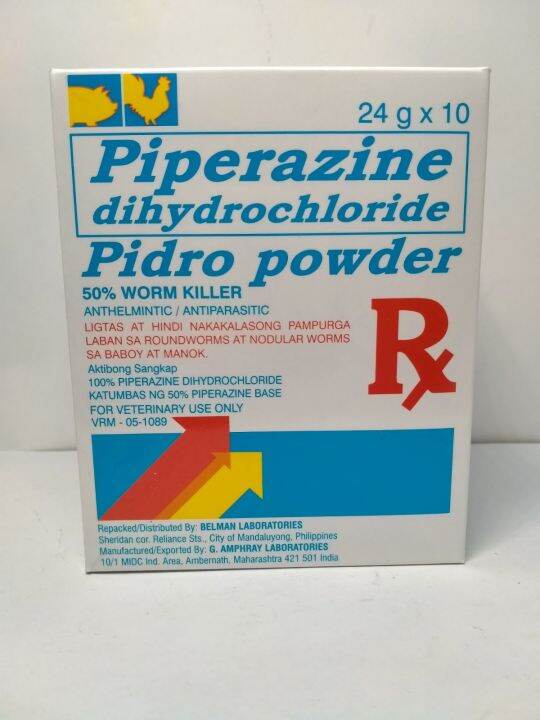 24 g x 10
Piperazine
dihydrochloride
Pidro powder
50% WORM KILLER
ANTHELMINTIC / ANTIPARASITIC
LIGTAS AT HINDI NAKAKALASONG PAMPURGA
LABAN SA ROUNDWORMS AT NODULAR WORMS
SA BABOY AT MANOK.
Rx
Aktibong Sangkap
100% PIPERAZINE DIHYDROCHLORIDE
KATUMBAS NG 50% PIPERAZINE BASE
FOR VETERINARY USE ONLY
VRM - 05-1089
Repacked/Distributed By: BELMAN LABORATORIES
Sheridan cor. Reliance Sts., City of Mandaluyong, Philippines
Manufactured/Exported By: G. AMPHRAY LABORATORIES
10/1 MIDC Ind. Area, Ambernath, Maharashtra 421 501 India